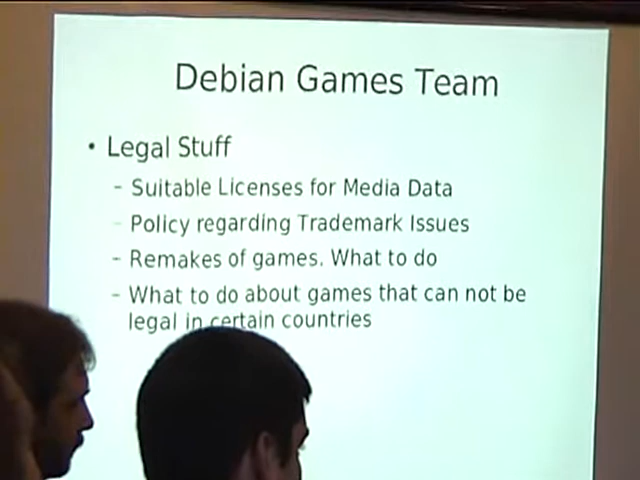 Debian Games Team
• Legal Stuff
– Suitable Licenses for Media Data
– Policy regarding Trademark Issues
– Remakes of games. What to do
– What to do about games that can not be
legal in certain countries